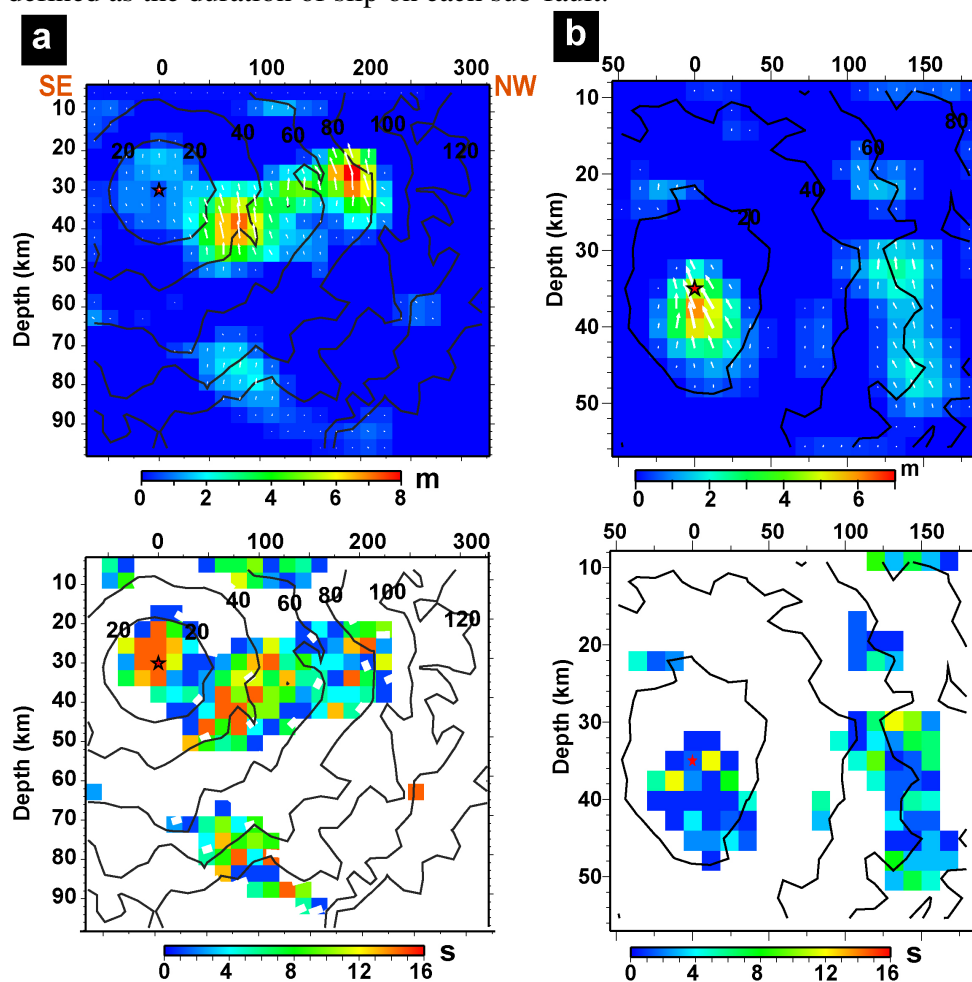 defined as the duration of slip on each sub-fault.
a
b
0 100 200 300
50 0 50 100 150
SE
NW
10
20
30
40
50
60
70
80
90
Depth (km)
20 20 40 60 80 100 120
10
20
30
40
50
Depth (km)
20 40 60 80
0 2 4 6 8 m
0 2 4 6 m
0 100 200 300
50 0 50 100 150
10
20
30
40
50
60
70
80
90
Depth (km)
20 20 40 60 80 100 120
10
20
30
40
50
Depth (km)
0 4 8 12 16 s
0 4 8 12 16 s